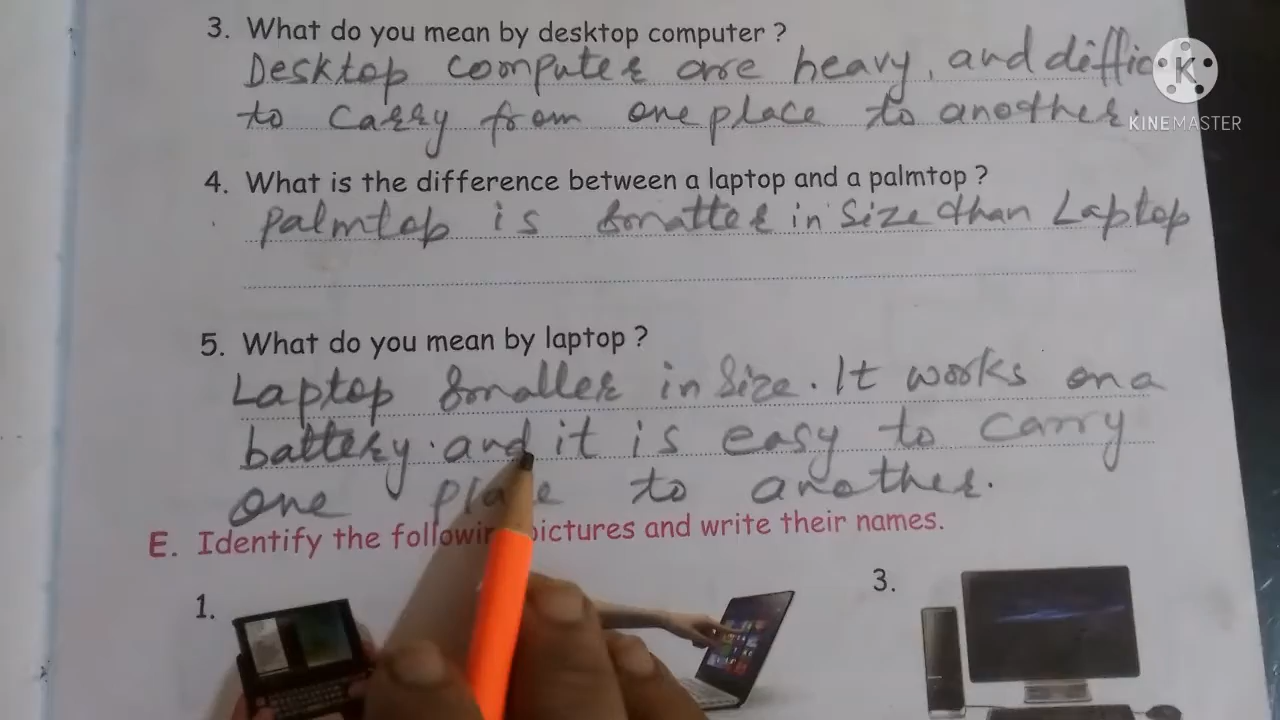 3. What do you mean by desktop computer ?
Desktop computer are heavy, and diffic
to carry from one place to another.
KINEMASTER
4. What is the difference between a laptop and a palmtop ?
Palmtop is smatter in size than Laptop
5. What do you mean by laptop ?
Laptop smaller in size. It works on a
battery. and it is easy to carry
one place to another.
E. Identify the following pictures and write their names.
1.
3.